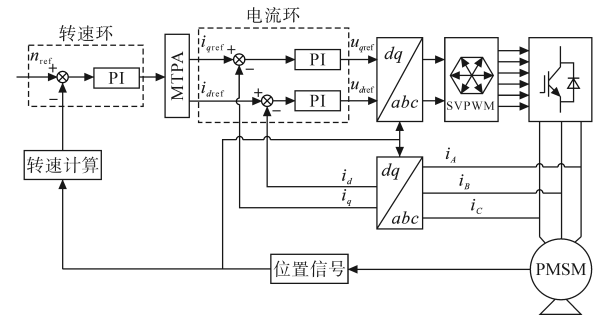 转速环
电流环
n_ref
+
−
PI
MTPA
i_qref
+
−
PI
u_qref
i_dref
+
−
PI
u_dref
dq
abc
SVPWM
转速计算
i_d
i_q
dq
abc
i_A
i_B
i_C
位置信号
PMSM